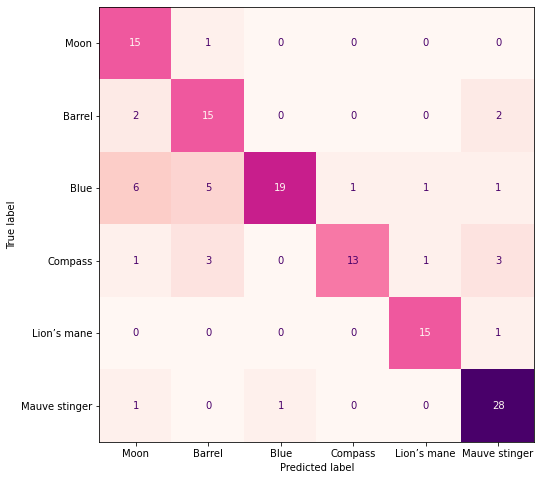 Moon 15 1 0 0 0 0
Barrel 2 15 0 0 0 2
Blue 6 5 19 1 1 1
Compass 1 3 0 13 1 3
Lion’s mane 0 0 0 0 15 1
Mauve stinger 1 0 1 0 0 28
True label
Moon Barrel Blue Compass Lion’s mane Mauve stinger
Predicted label